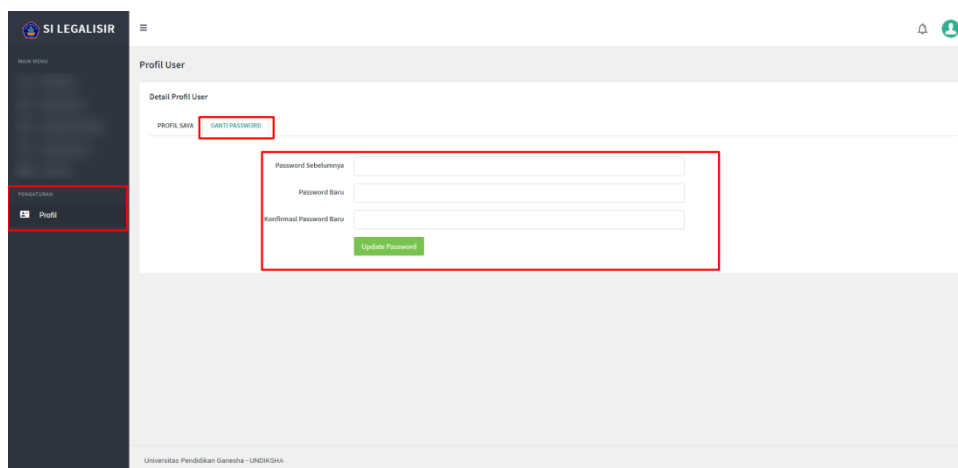 SI LEGALISIR
MAIN MENU
PENGATURAN
Profil
Profil User
Detail Profil User
PROFIL SAYA GANTI PASSWORD
Password Sebelumnya
Password Baru
Konfirmasi Password Baru
Update Password
Universitas Pendidikan Ganesha - UNDIKSHA